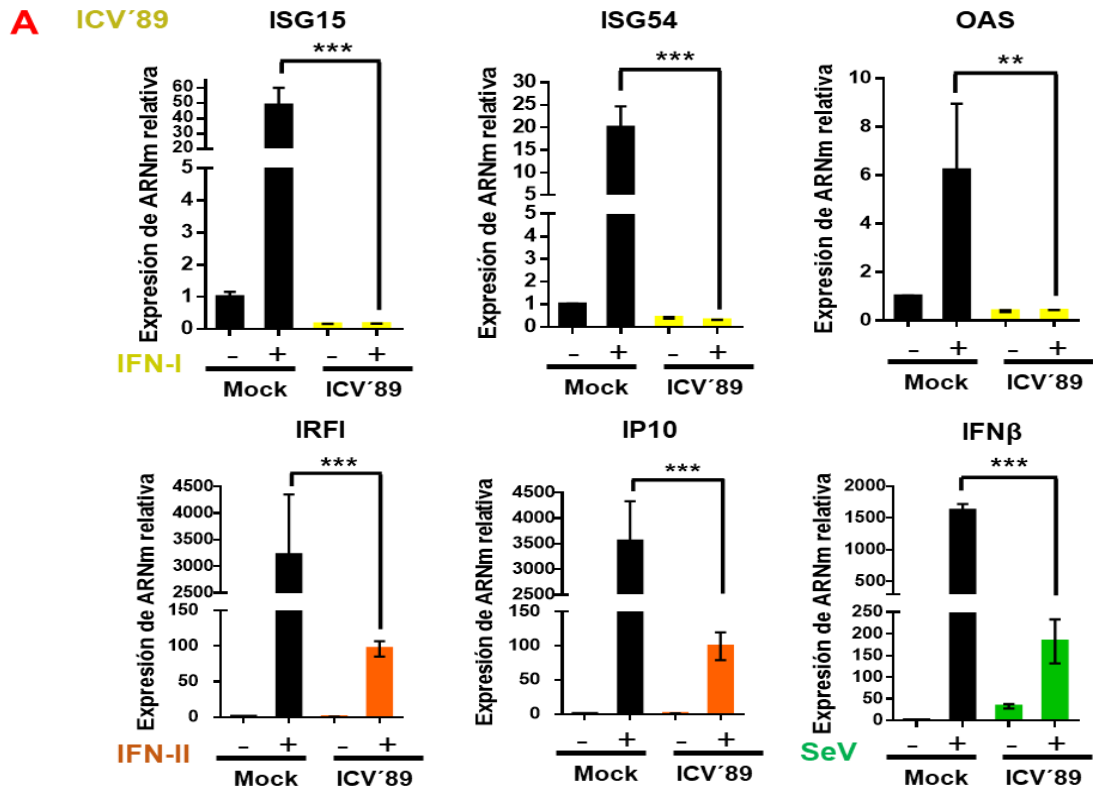 A
ICV´89
ISG15
ISG54
OAS
***
***
**
Expresión de ARNm relativa
60
50
40
30
20
10
5
4
3
2
1
0
Expresión de ARNm relativa
30
25
20
15
10
5
5
4
3
2
1
0
Expresión de ARNm relativa
10
8
6
4
2
0
IFN-I
- + - +
Mock ICV´89
- + - +
Mock ICV´89
- + - +
Mock ICV´89
IRFI
IP10
IFNβ
***
***
***
Expresión de ARNm relativa
4500
4000
3500
3000
2500
150
100
50
0
Expresión de ARNm relativa
4500
4000
3500
3000
2500
150
100
50
0
Expresión de ARNm relativa
2000
1500
1000
500
250
200
150
100
50
0
IFN-II
- + - +
Mock ICV´89
- + - +
Mock ICV´89
SeV
- + - +
Mock ICV´89